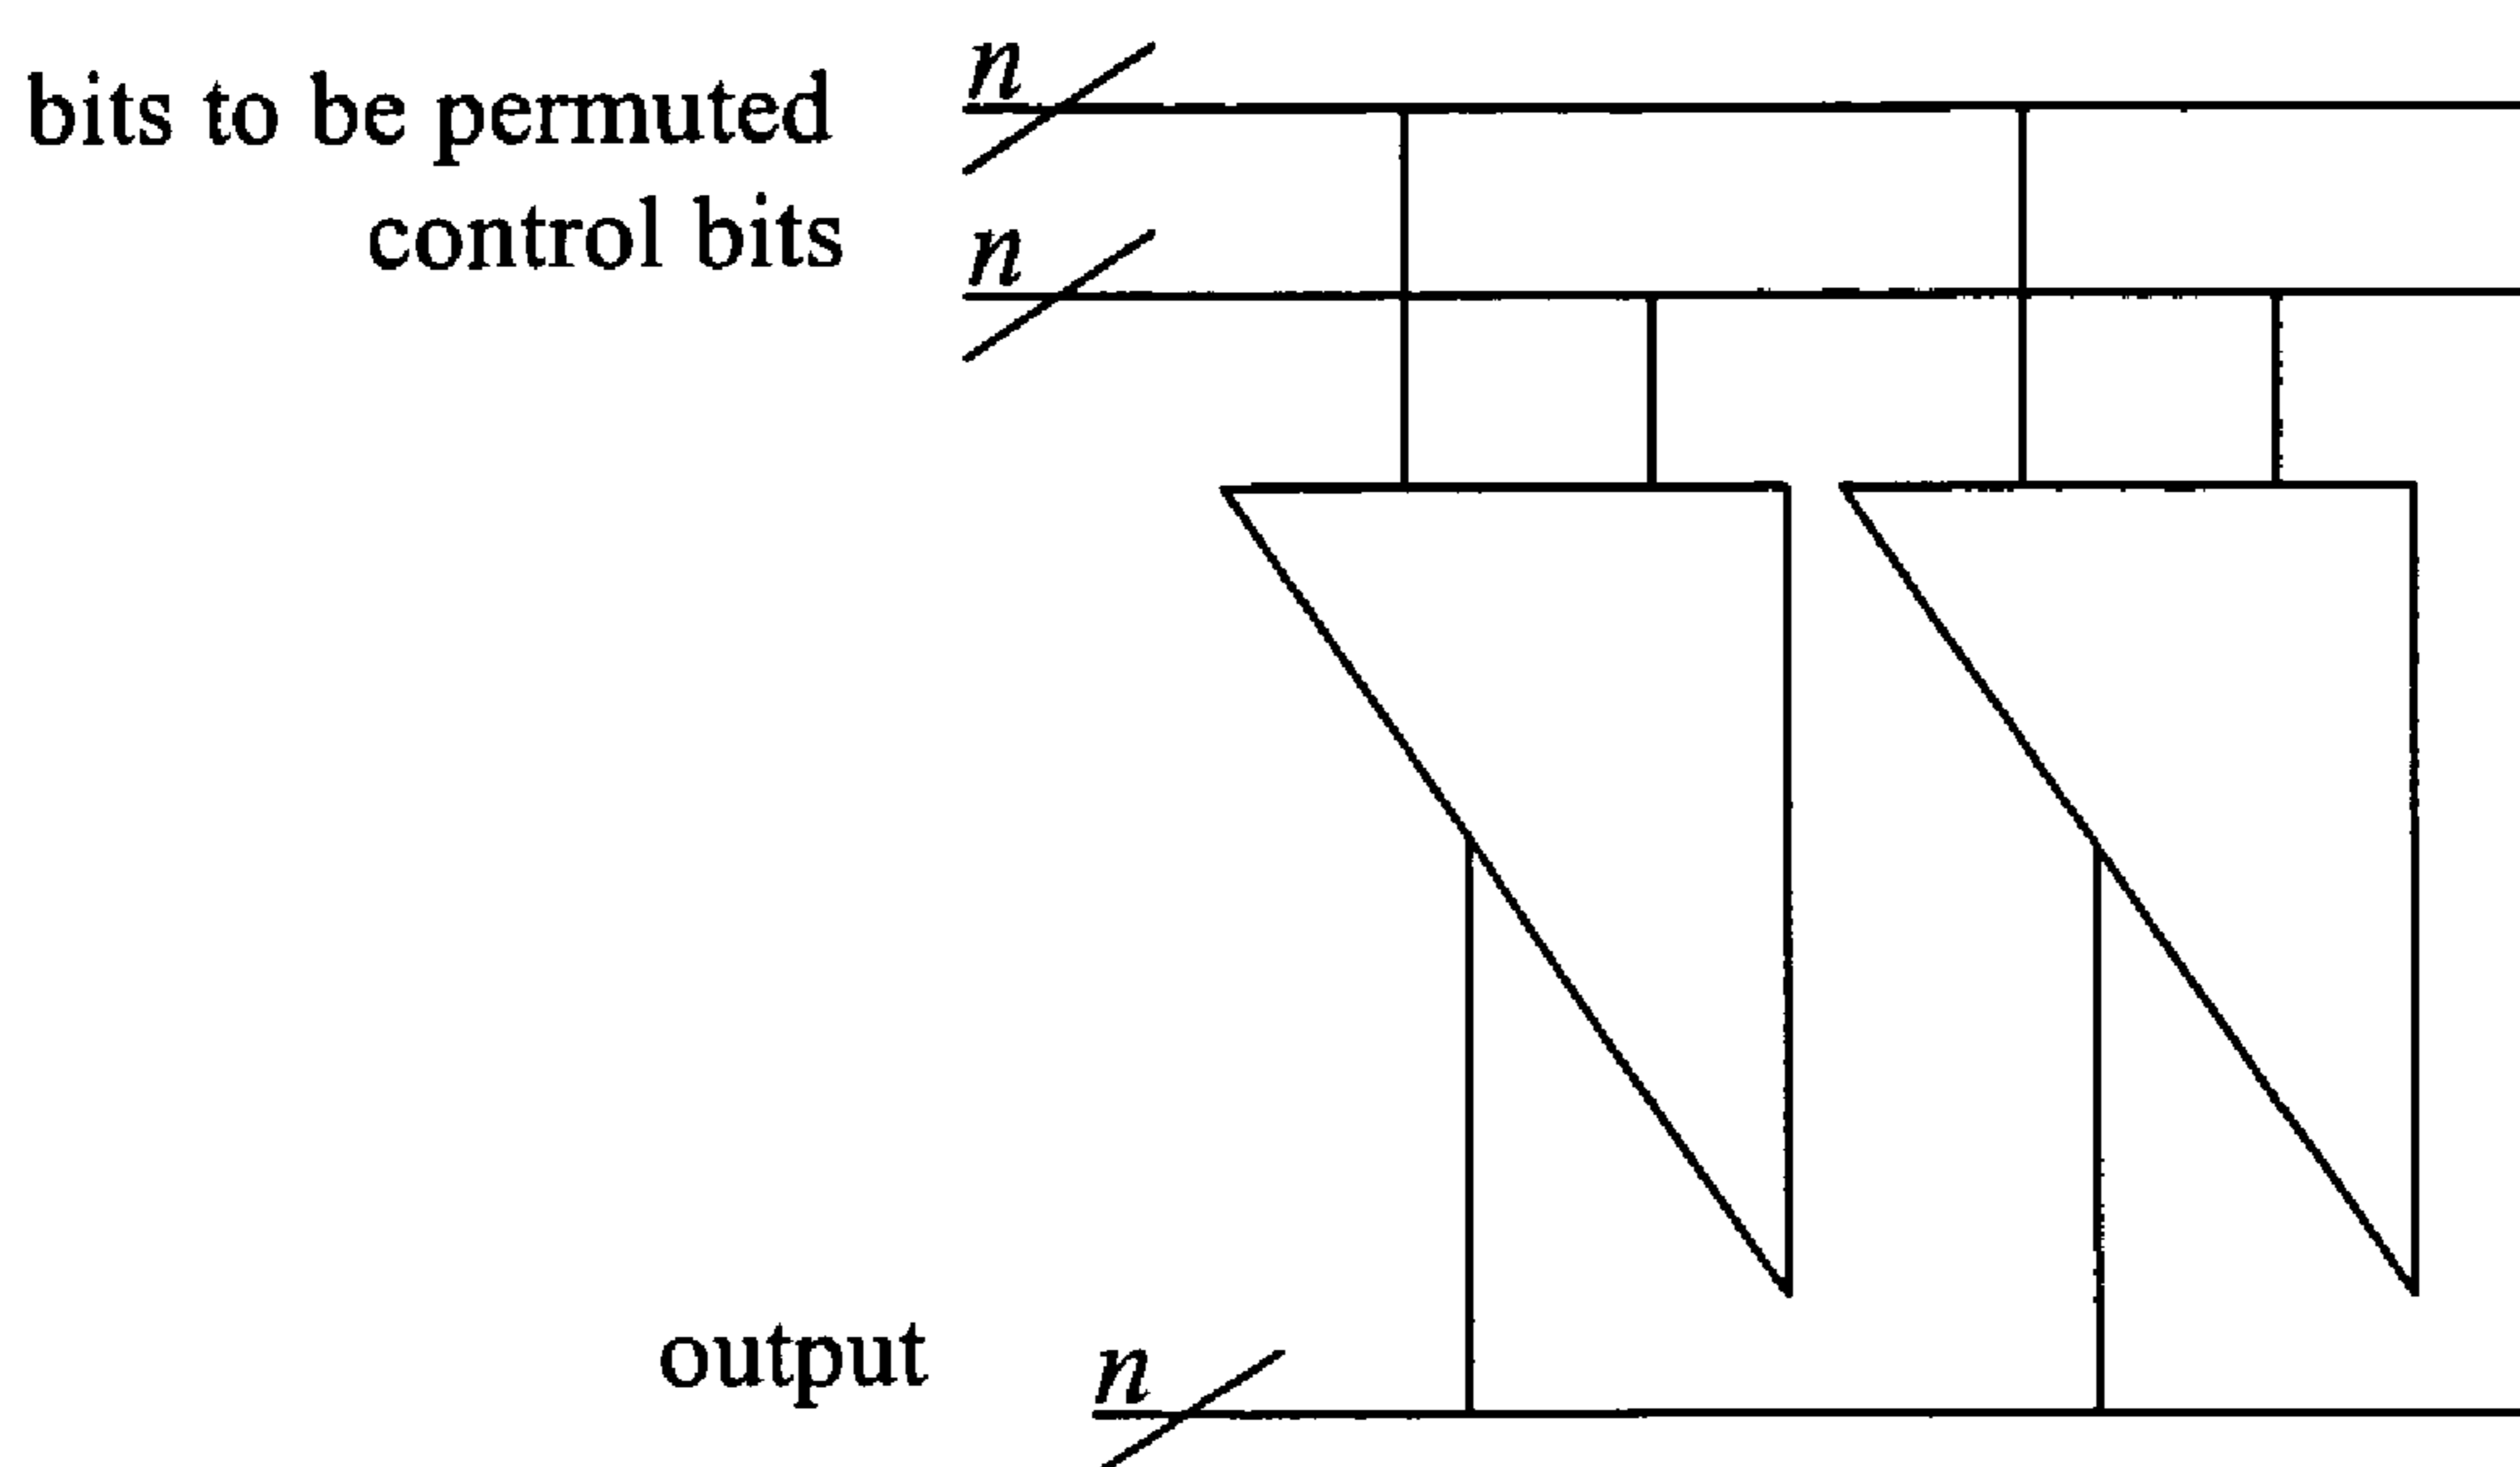 n
bits to be permuted
n
control bits
output
n